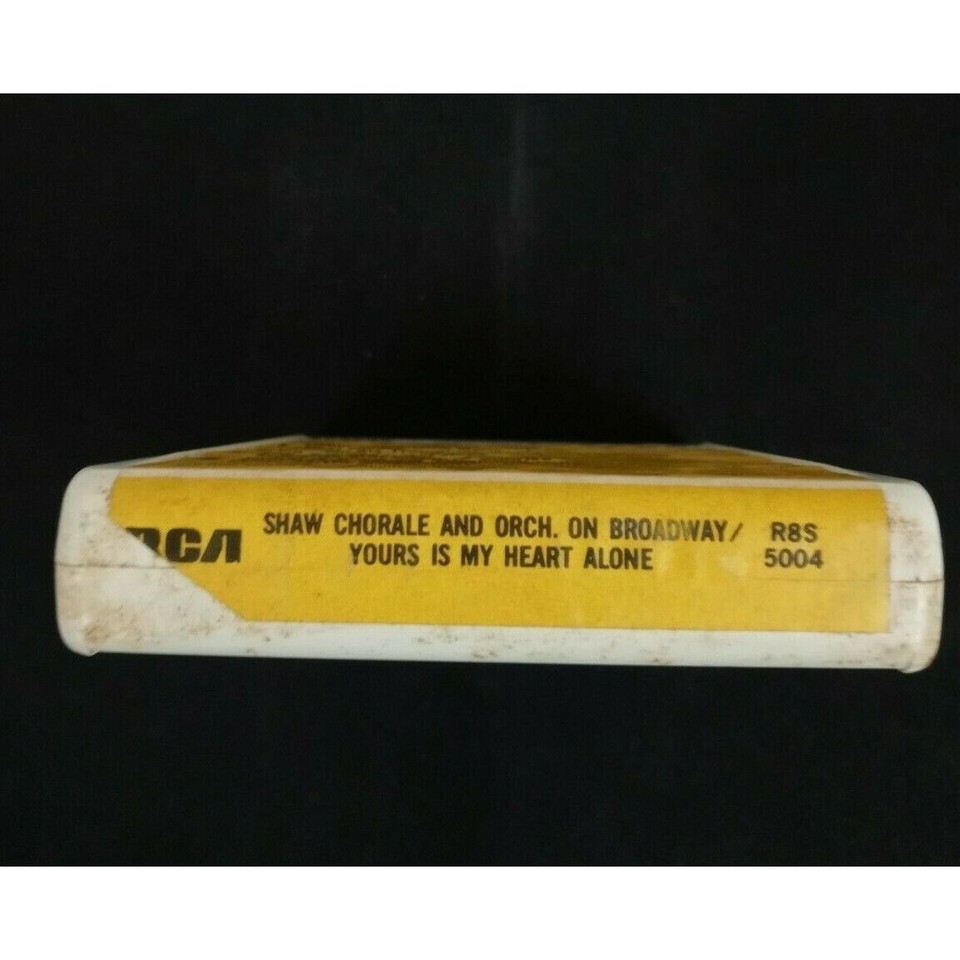 RCA
SHAW CHORALE AND ORCH. ON BROADWAY/
YOURS IS MY HEART ALONE
R8S
5004